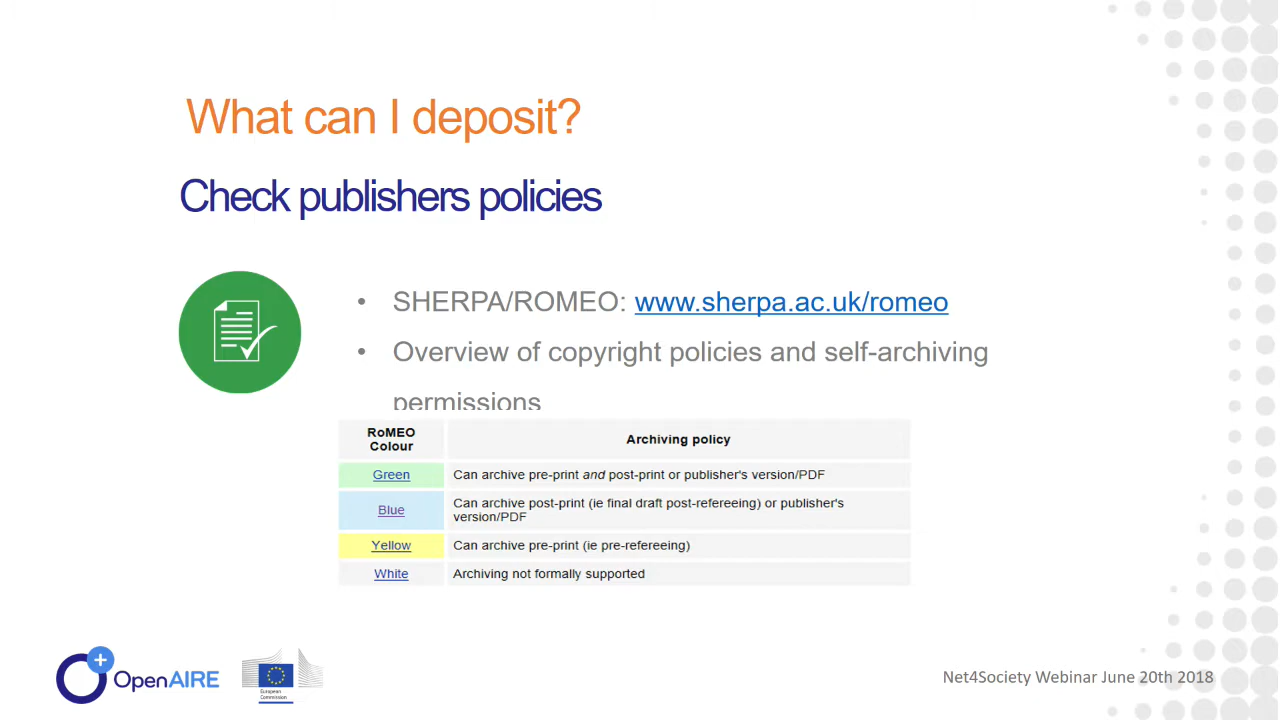 What can I deposit?
Check publishers policies
• SHERPA/ROMEO: www.sherpa.ac.uk/romeo
• Overview of copyright policies and self-archiving
permissions
RoMEO
Colour
Archiving policy
Green
Can archive pre-print and post-print or publisher's version/PDF
Blue
Can archive post-print (ie final draft post-refereeing) or publisher's
version/PDF
Yellow
Can archive pre-print (ie pre-refereeing)
White
Archiving not formally supported
OpenAIRE
European
Commission
Net4Society Webinar June 20th 2018